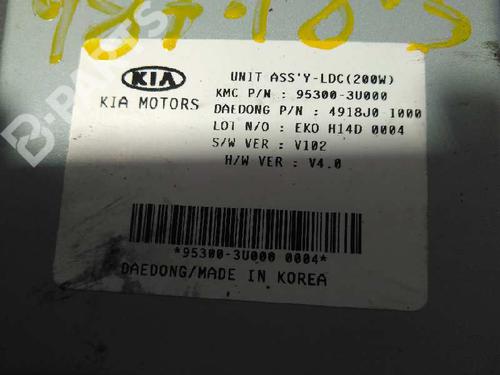 KIA
KIA MOTORS
UNIT ASS'Y-LDC(200W)
KMC P/N : 95300-3U000
DAEDONG P/N : 4918J0 1000
LOT N/O : EKO H14D 0004
S/W VER : V102
H/W VER : V4.0
*95300-3U000 0004*
DAEDONG/MADE IN KOREA